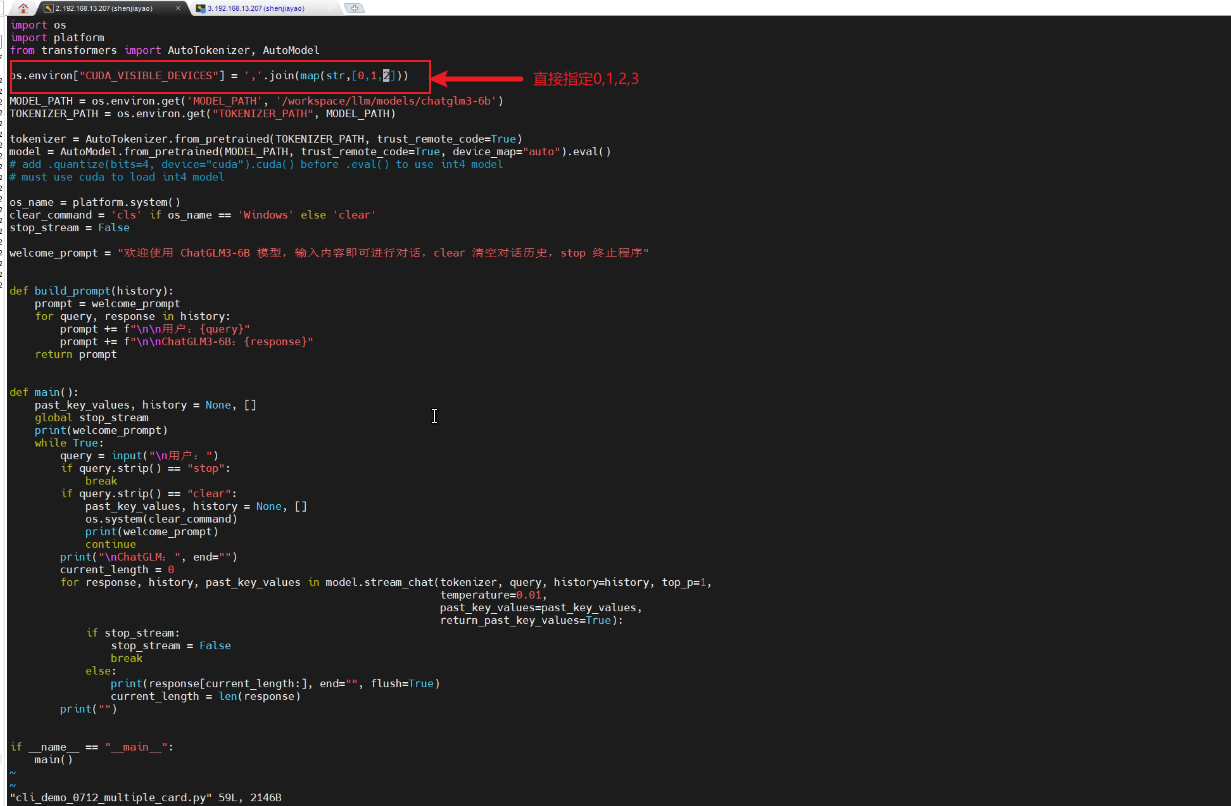 2. 192.168.13.207 (shenjiayao)
3. 192.168.13.207 (shenjiayao)
import os
import platform
from transformers import AutoTokenizer, AutoModel
os.environ["CUDA_VISIBLE_DEVICES"] = ','.join(map(str,[0,1,2]))
直接指定0,1,2,3
MODEL_PATH = os.environ.get('MODEL_PATH', '/workspace/llm/models/chatglm3-6b')
TOKENIZER_PATH = os.environ.get("TOKENIZER_PATH", MODEL_PATH)
tokenizer = AutoTokenizer.from_pretrained(TOKENIZER_PATH, trust_remote_code=True)
model = AutoModel.from_pretrained(MODEL_PATH, trust_remote_code=True, device_map="auto").eval()
# add .quantize(bits=4, device="cuda").cuda() before .eval() to use int4 model
# must use cuda to load int4 model
os_name = platform.system()
clear_command = 'cls' if os_name == 'Windows' else 'clear'
stop_stream = False
welcome_prompt = "欢迎使用 ChatGLM3-6B 模型，输入内容即可进行对话，clear 清空对话历史，stop 终止程序"
def build_prompt(history):
    prompt = welcome_prompt
    for query, response in history:
        prompt += f"\n\n用户：{query}"
        prompt += f"\n\nChatGLM3-6B：{response}"
    return prompt
def main():
    past_key_values, history = None, []
    global stop_stream
    print(welcome_prompt)
    while True:
        query = input("\n用户：")
        if query.strip() == "stop":
            break
        if query.strip() == "clear":
            past_key_values, history = None, []
            os.system(clear_command)
            print(welcome_prompt)
            continue
        print("\nChatGLM：", end="")
        current_length = 0
        for response, history, past_key_values in model.stream_chat(tokenizer, query, history=history, top_p=1,
                                                                    temperature=0.01,
                                                                    past_key_values=past_key_values,
                                                                    return_past_key_values=True):
            if stop_stream:
                stop_stream = False
                break
            else:
                print(response[current_length:], end="", flush=True)
                current_length = len(response)
        print("")
if __name__ == "__main__":
    main()
~
~
"cli_demo_0712_multiple_card.py" 59L, 2146B